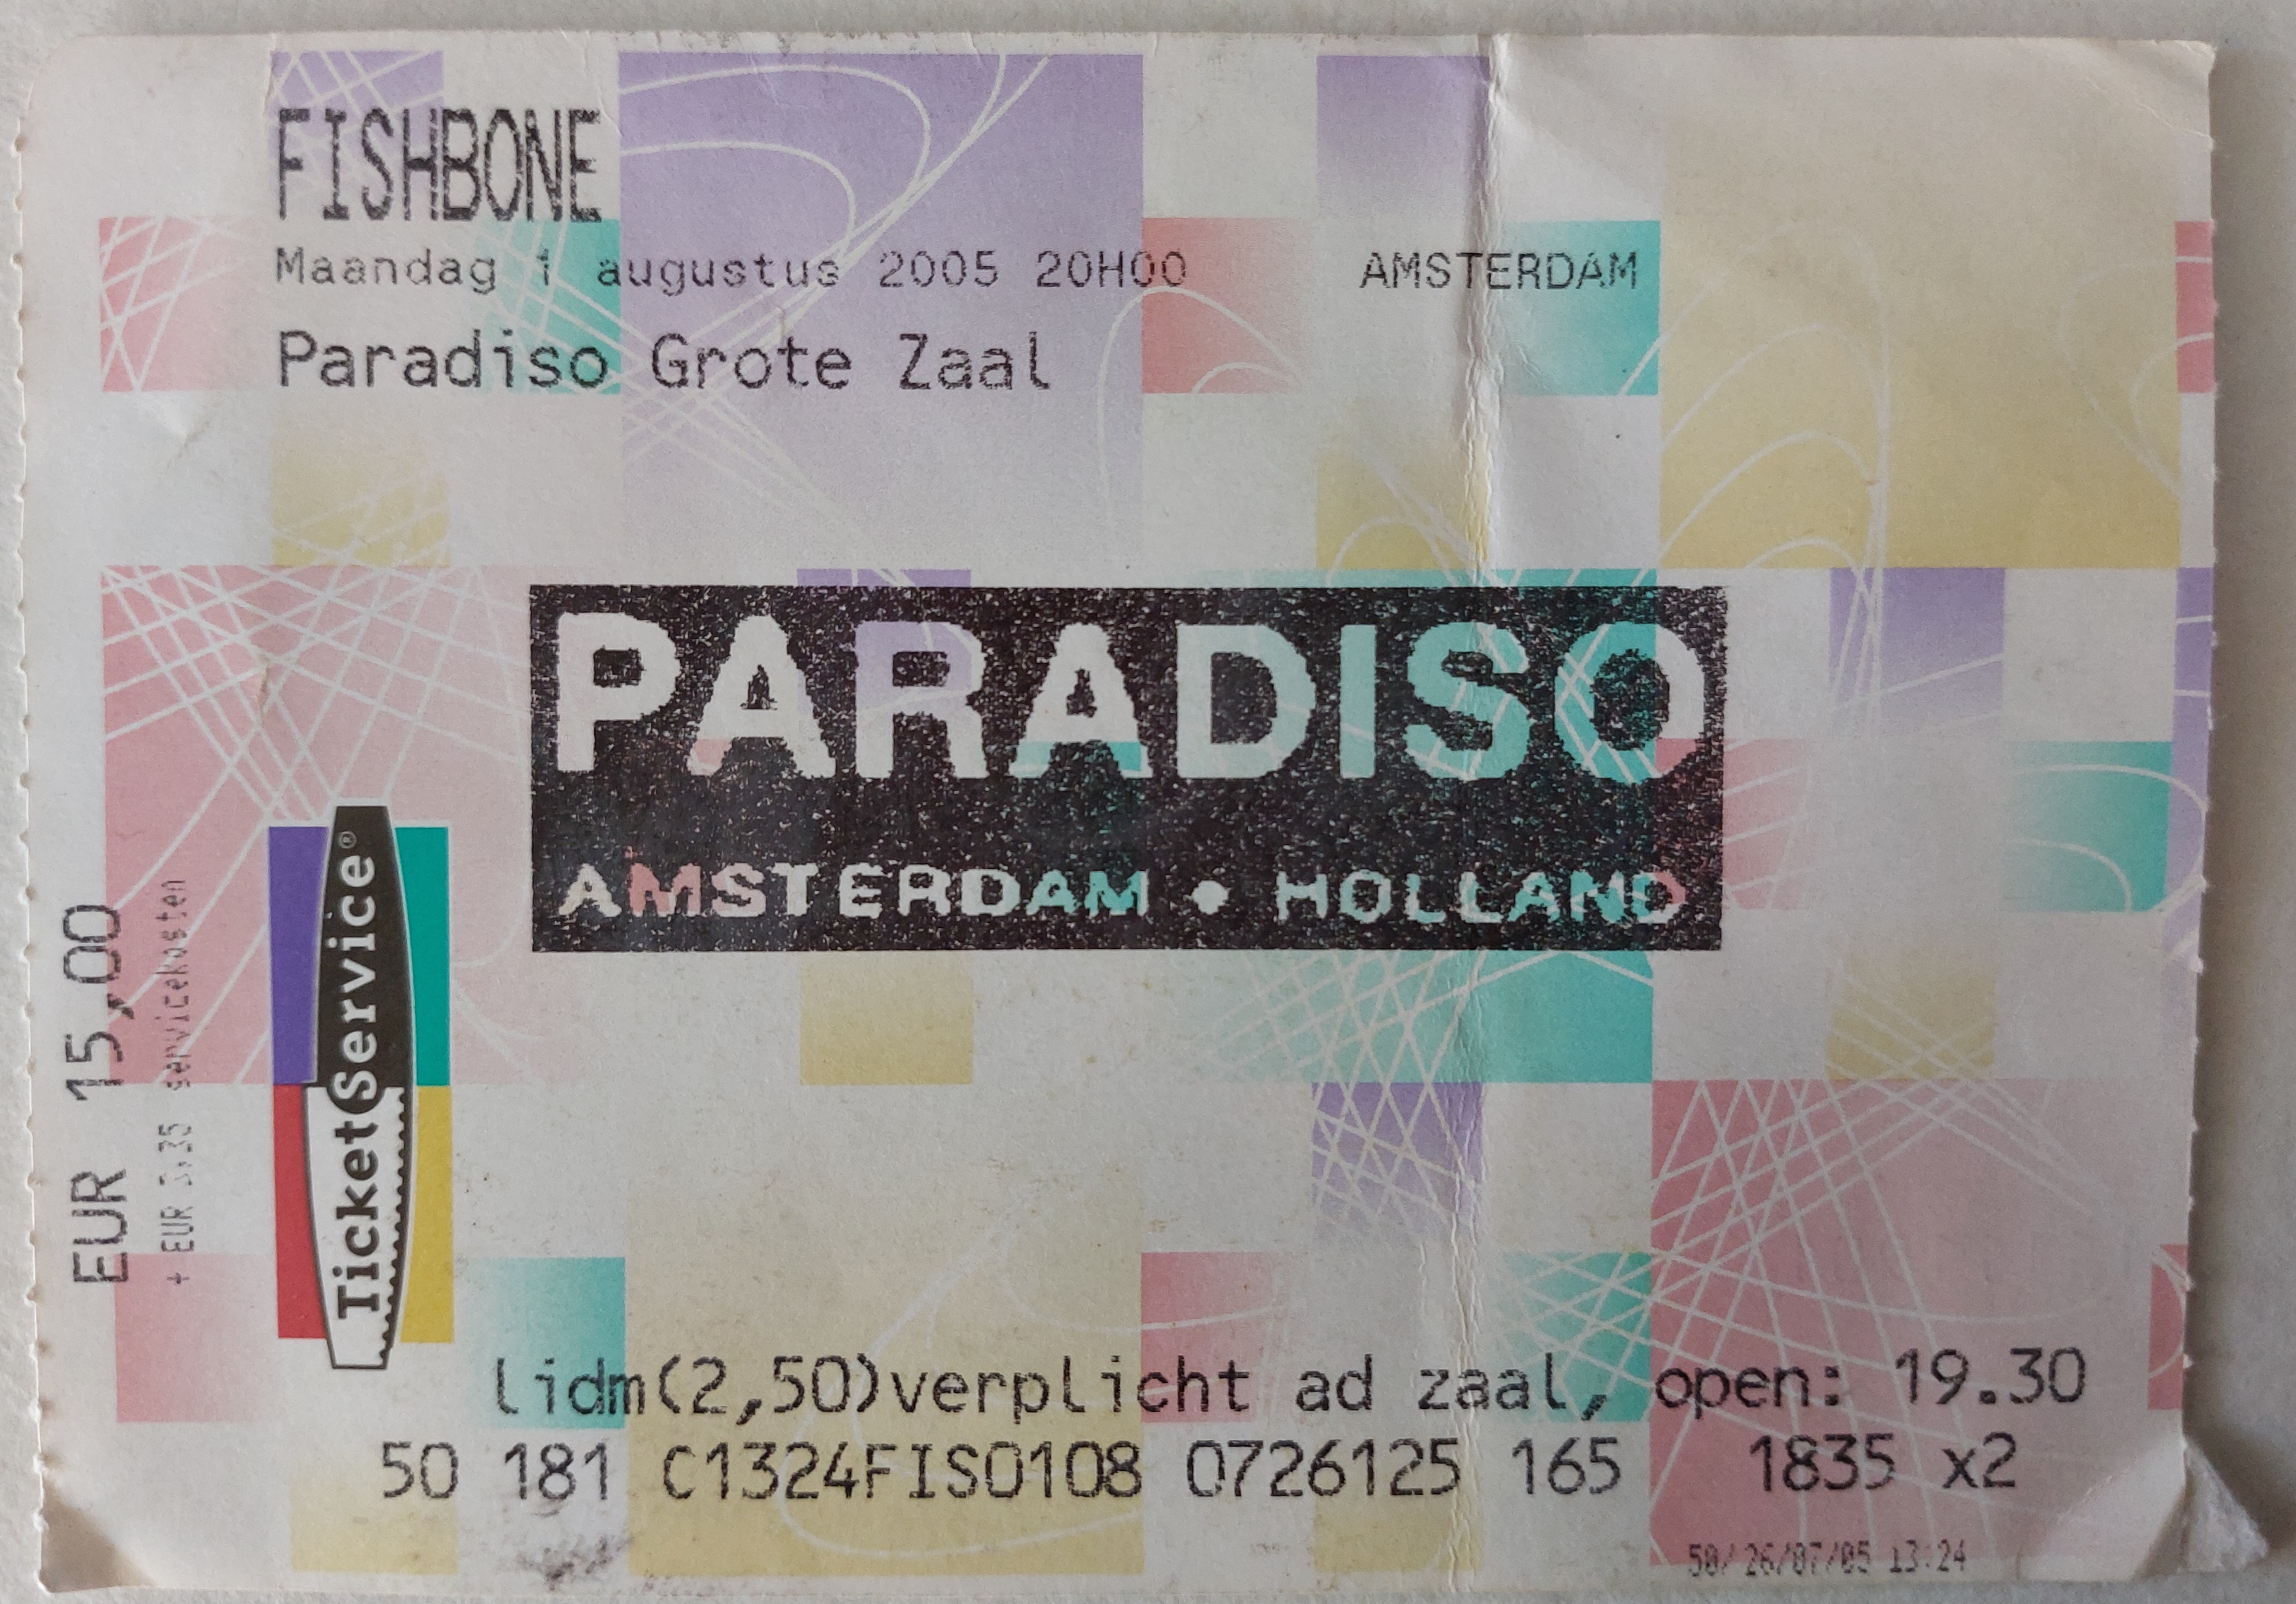 FISHBONE
Maandag 1 augustus 2005 20H00 AMSTERDAM
Paradiso Grote Zaal
PARADISO
AMSTERDAM • HOLLAND
EUR 15,00
+ EUR 3,35 servicekosten
TicketService®
lidm(2,50)verplicht ad zaal, open: 19.30
50 181 C1324FIS0108 0726125 165 1835 x2
50/ 26/07/05 13:24